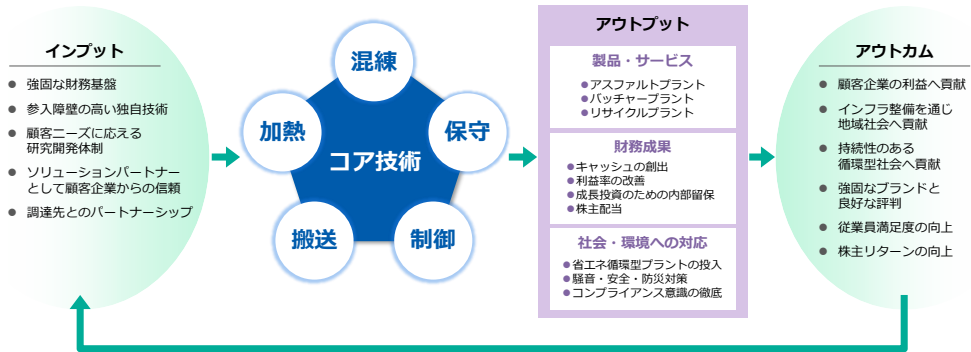 インプット
● 強固な財務基盤
● 参入障壁の高い独自技術
● 顧客ニーズに応える
研究開発体制
● ソリューションパートナー
として顧客企業からの信頼
● 調達先とのパートナーシップ
混練
加熱
保守
コア技術
搬送
制御
アウトプット
製品・サービス
●アスファルトプラント
●バッチャープラント
●リサイクルプラント
財務成果
●キャッシュの創出
●利益率の改善
●成長投資のための内部留保
●株主配当
社会・環境への対応
●省エネ循環型プラントの投入
●騒音・安全・防災対策
●コンプライアンス意識の徹底
アウトカム
● 顧客企業の利益へ貢献
● インフラ整備を通じ
地域社会へ貢献
● 持続性のある
循環型社会へ貢献
● 強固なブランドと
良好な評判
● 従業員満足度の向上
● 株主リターンの向上